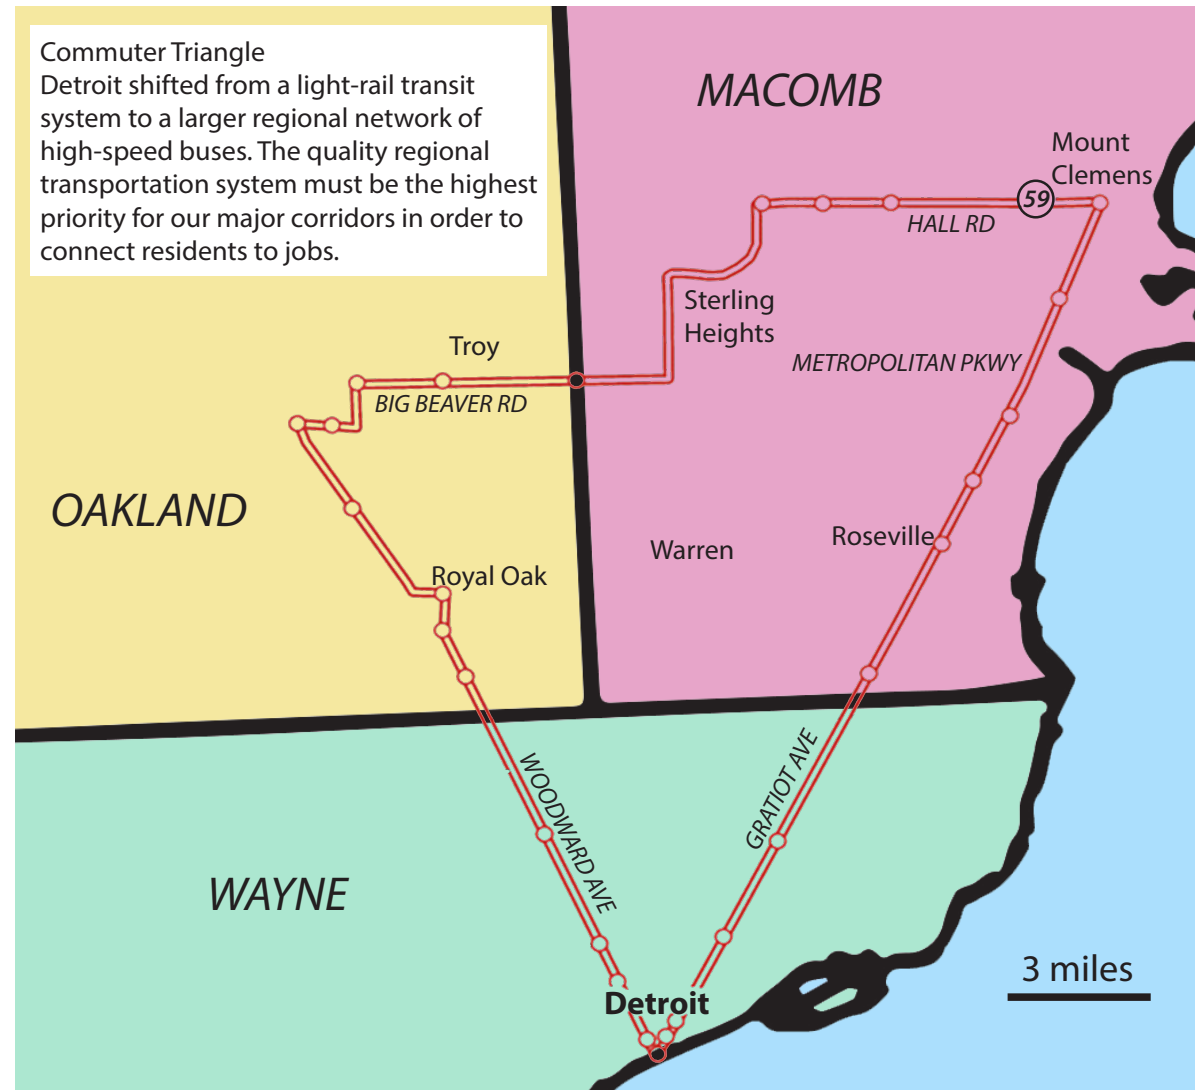 Commuter Triangle
Detroit shifted from a light-rail transit
system to a larger regional network of
high-speed buses. The quality regional
transportation system must be the highest
priority for our major corridors in order to
connect residents to jobs.
MACOMB
Mount
Clemens
59
HALL RD
Sterling
Heights
Troy
METROPOLITAN PKWY
BIG BEAVER RD
OAKLAND
Warren
Roseville
Royal Oak
WOODWARD AVE
GRATIOT AVE
WAYNE
3 miles
Detroit